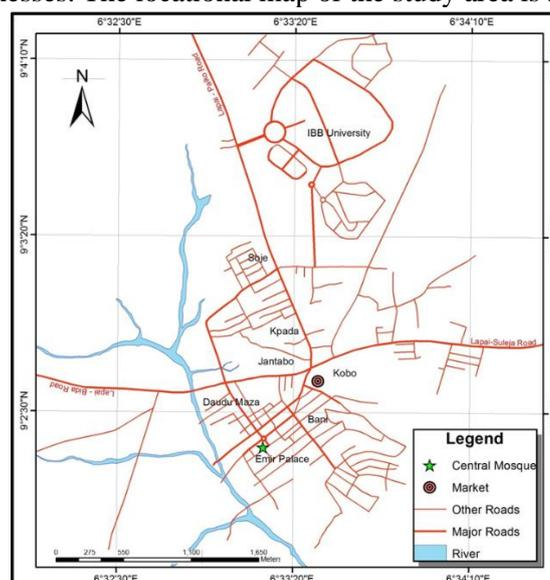 nesses. The locational map of the study area is
6°32'30"E 6°33'20"E 6°34'10"E
9°4'10"N
N
Lapai - Paiko Road
IBB University
9°3'20"N
Soje
Kpada
Jantabo
Lapai-Suleja Road
Kobo
Lapai - Bida Road
Daudu Maza
9°2'30"N
Bani
Emir Palace
Legend
Central Mosque
Market
Other Roads
Major Roads
River
0 275 550 1,100 1,650
Meters
6°32'30"E 6°33'20"E 6°34'10"E